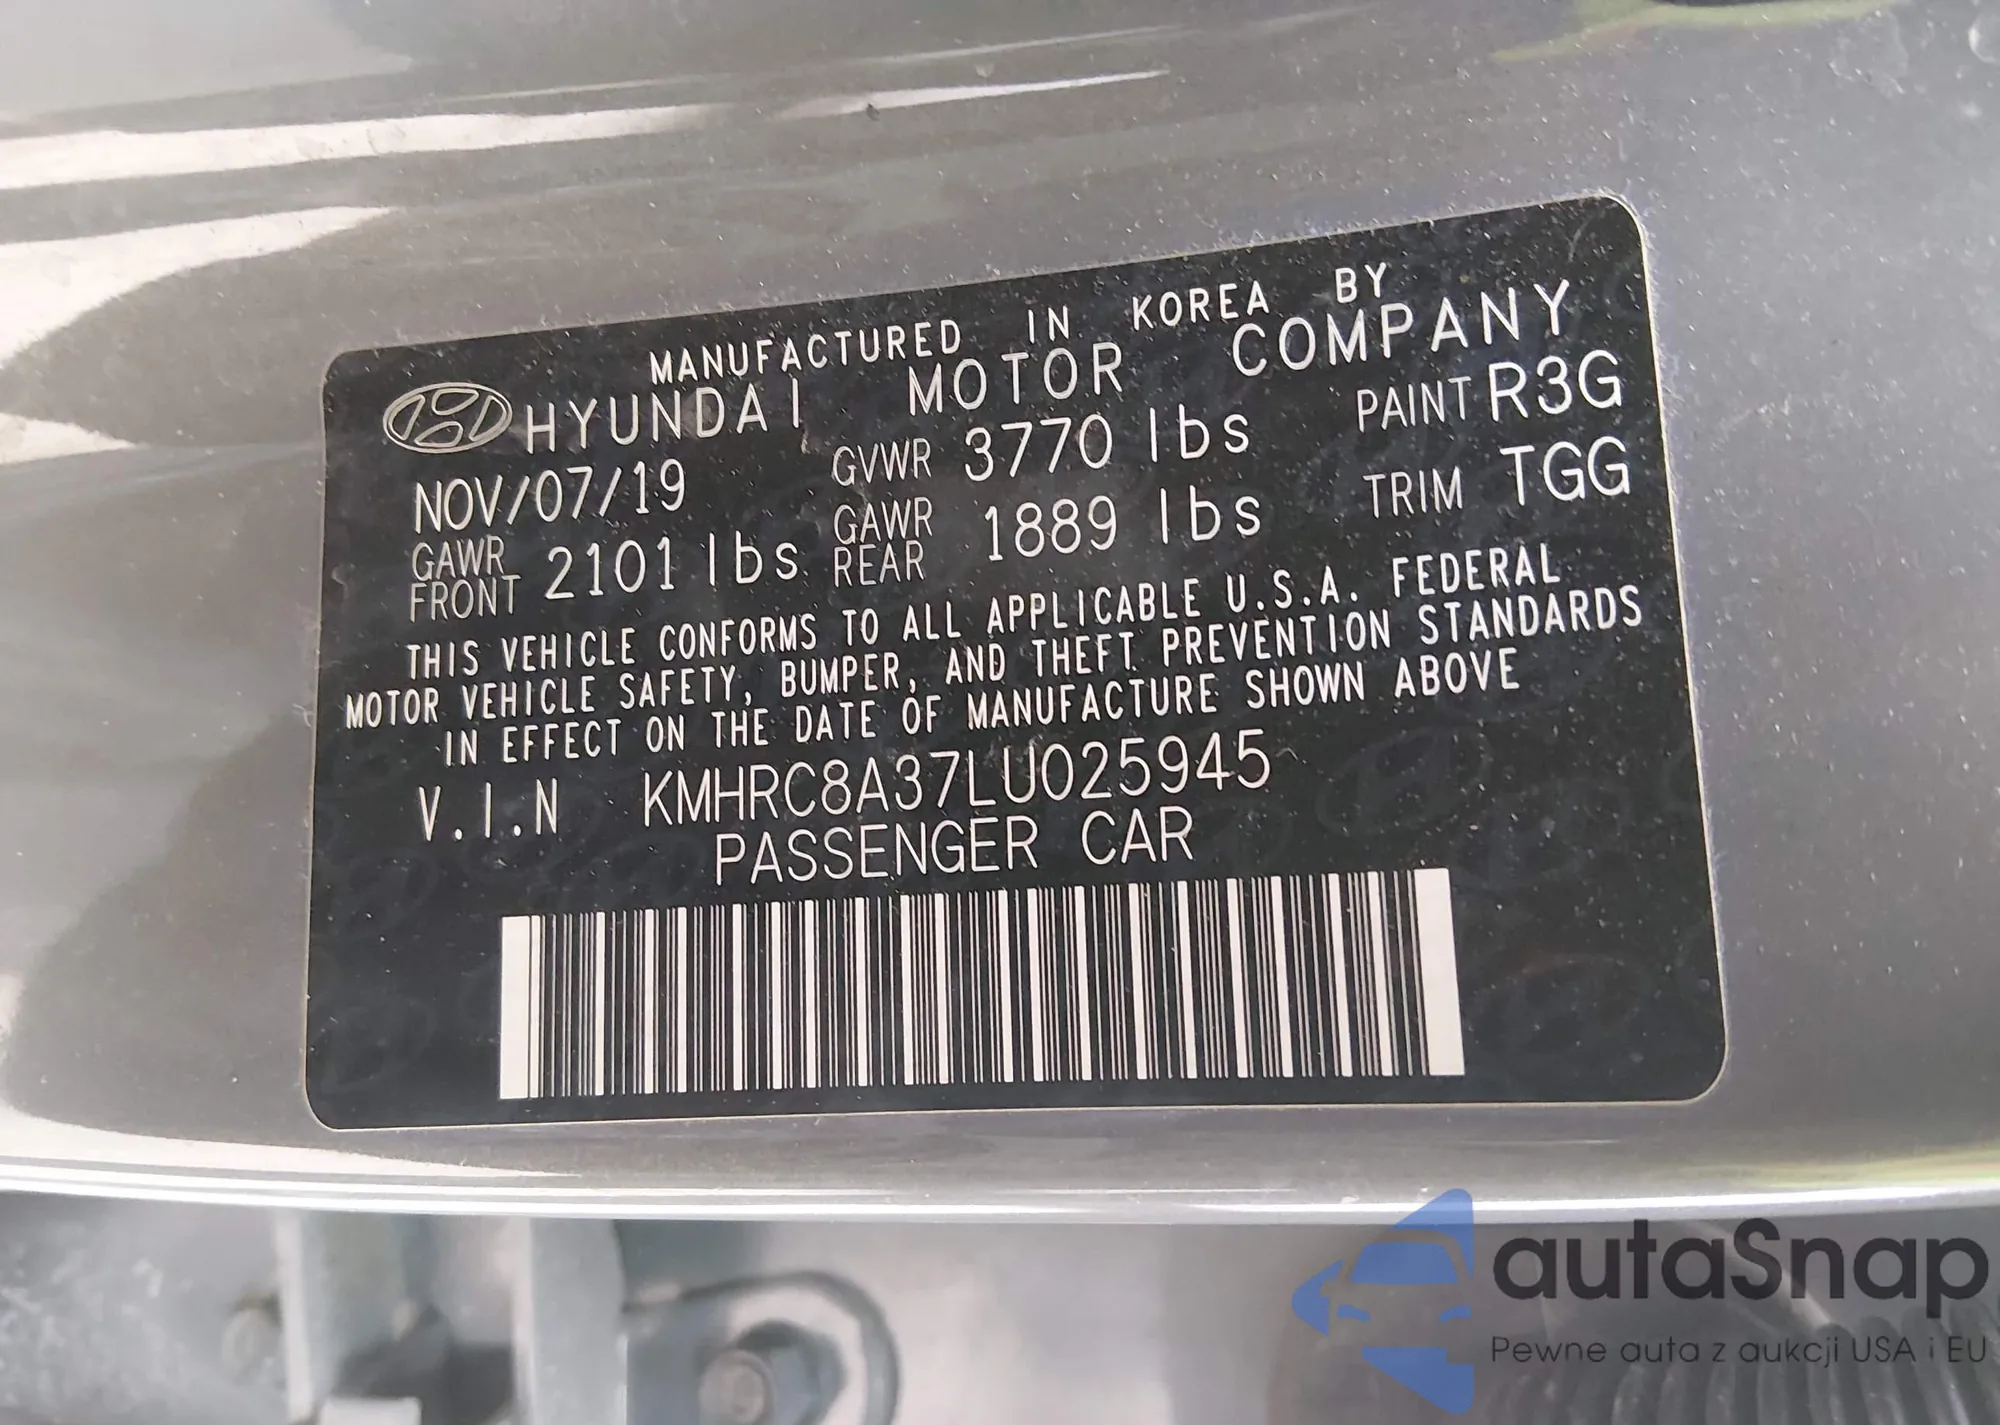 MANUFACTURED IN KOREA BY
HYUNDAI MOTOR COMPANY
NOV/07/19 GVWR 3770 lbs PAINT R3G
GAWR FRONT 2101 lbs GAWR REAR 1889 lbs TRIM TGG
THIS VEHICLE CONFORMS TO ALL APPLICABLE U.S.A. FEDERAL
MOTOR VEHICLE SAFETY, BUMPER, AND THEFT PREVENTION STANDARDS
IN EFFECT ON THE DATE OF MANUFACTURE SHOWN ABOVE
V.I.N KMHRC8A37LU025945
PASSENGER CAR
autaSnap
Pewne auta z aukcji USA i EU